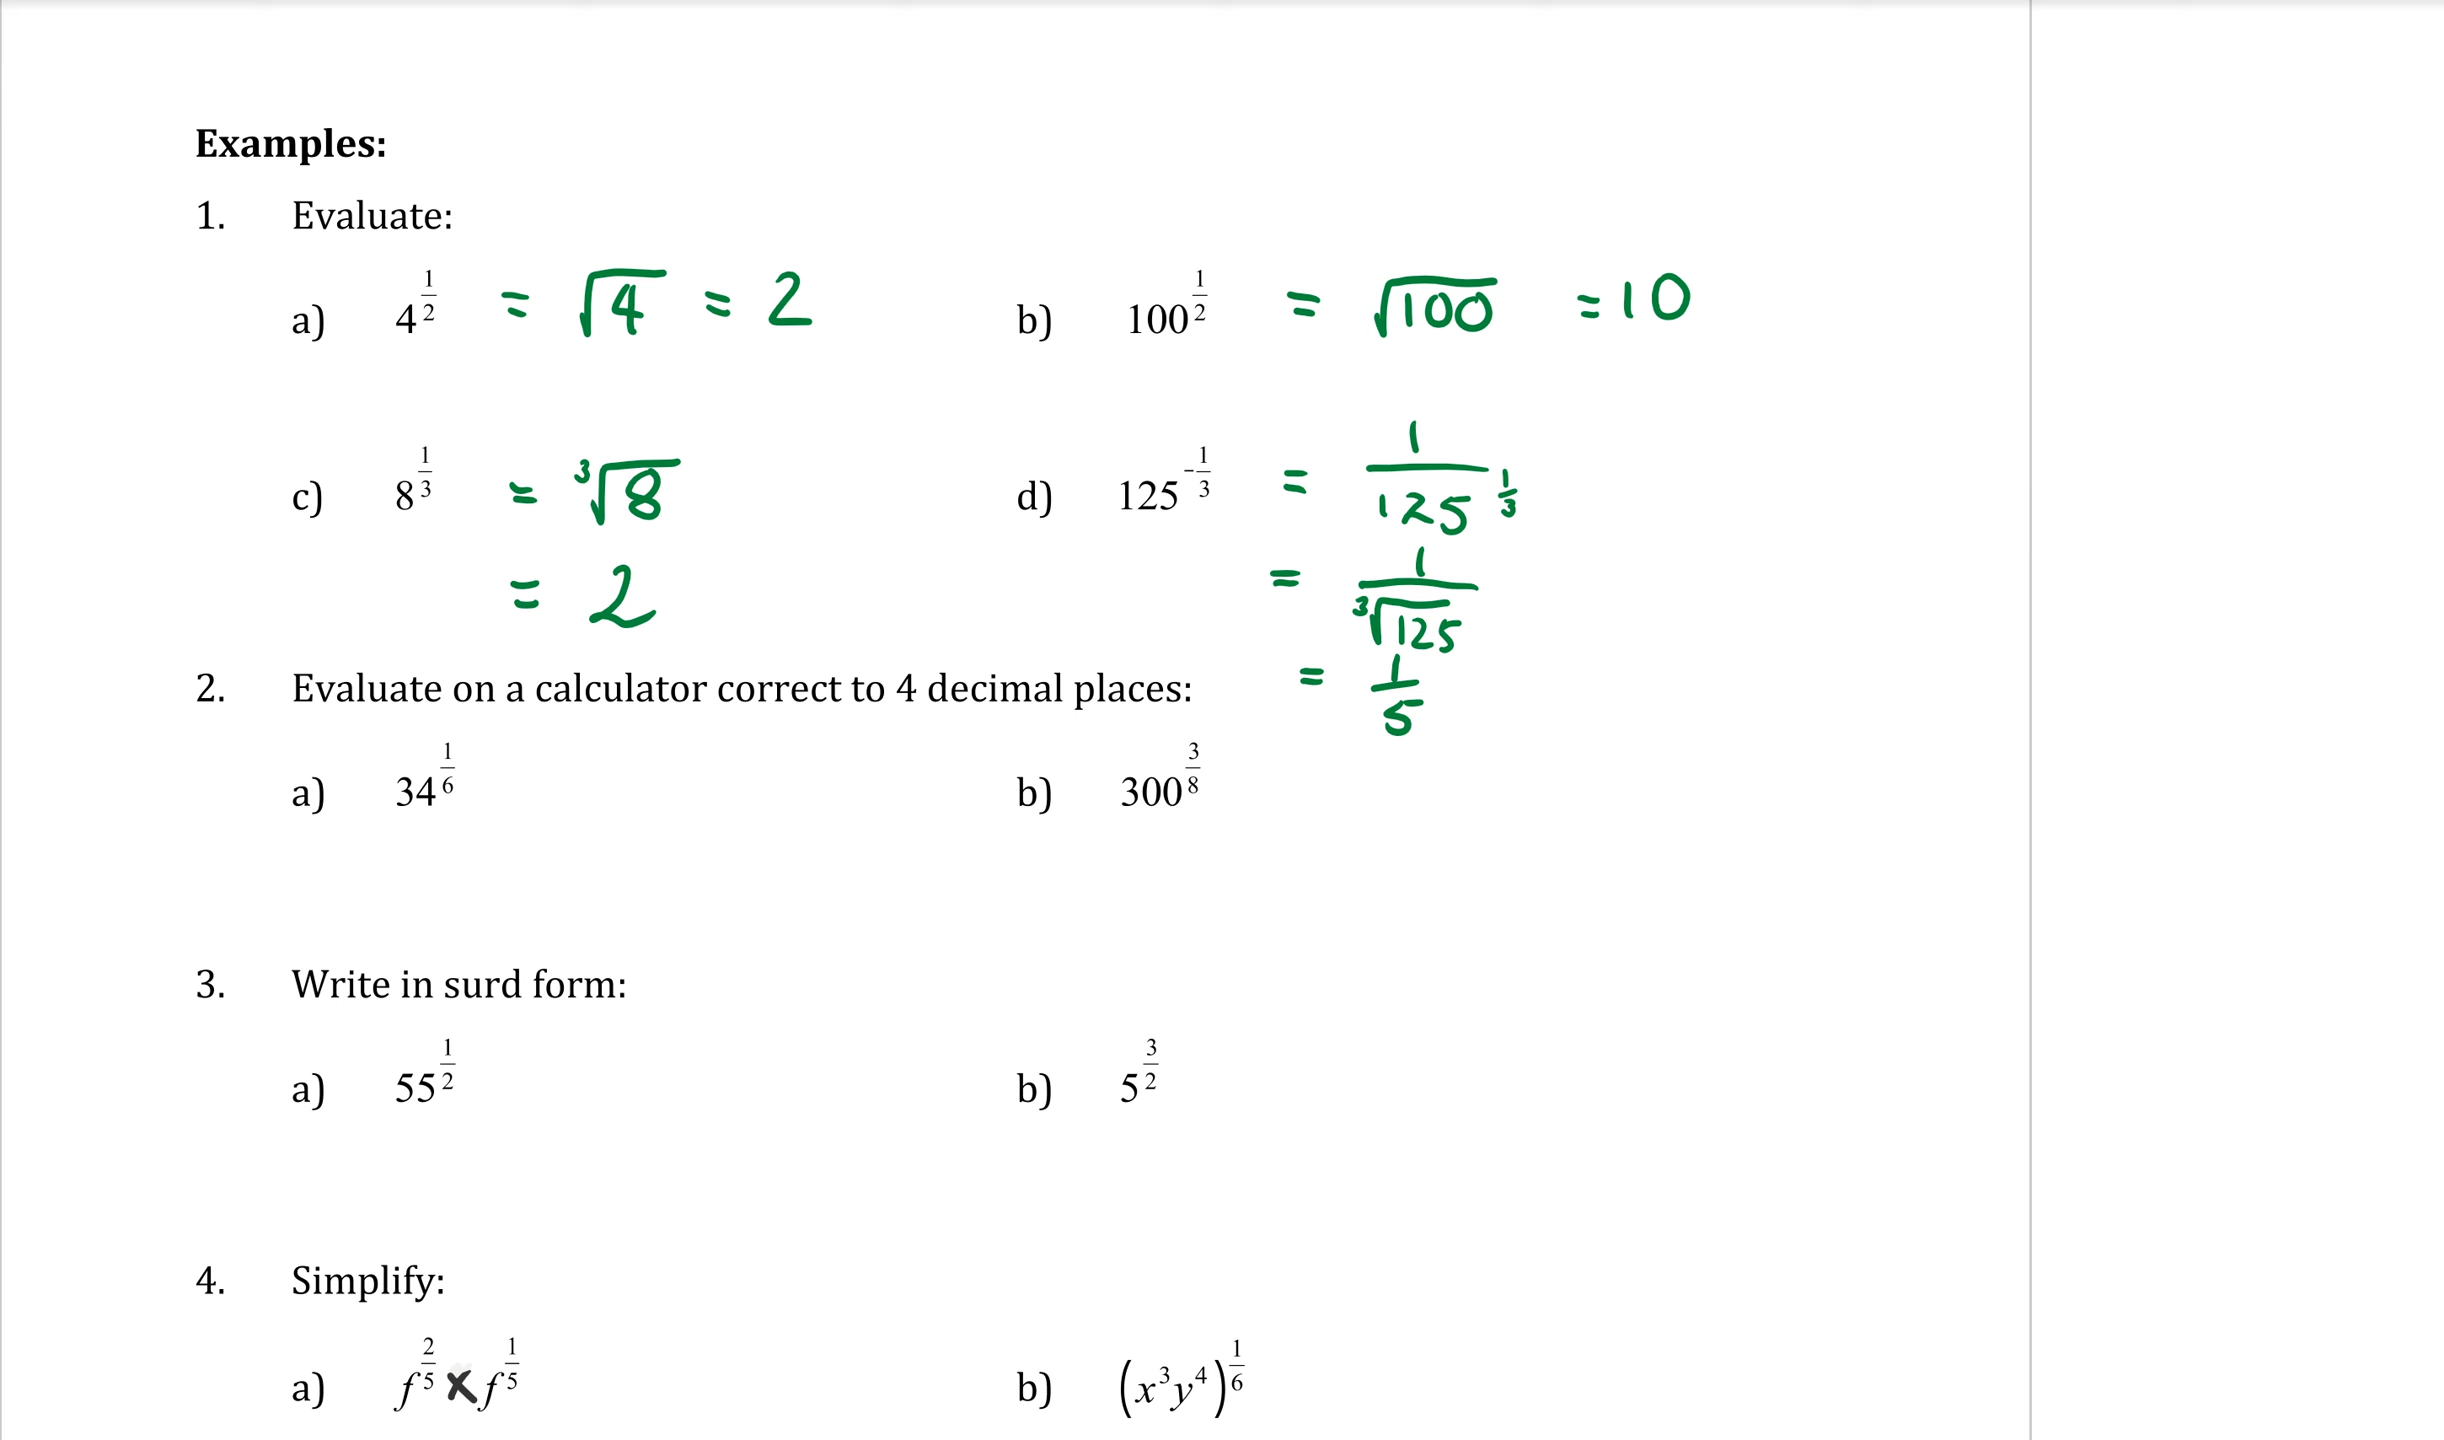 Examples:
1. Evaluate:
a) 4^(1/2) = √4 = 2 b) 100^(1/2) = √100 = 10
c) 8^(1/3) = ³√8 d) 125^(-1/3) = 1/125^(1/3)
= 2 = 1/³√125
= 1/5
2. Evaluate on a calculator correct to 4 decimal places:
a) 34^(1/6) b) 300^(3/8)
3. Write in surd form:
a) 55^(1/2) b) 5^(3/2)
4. Simplify:
a) f^(2/5) × f^(1/5) b) (x³y⁴)^(1/6)